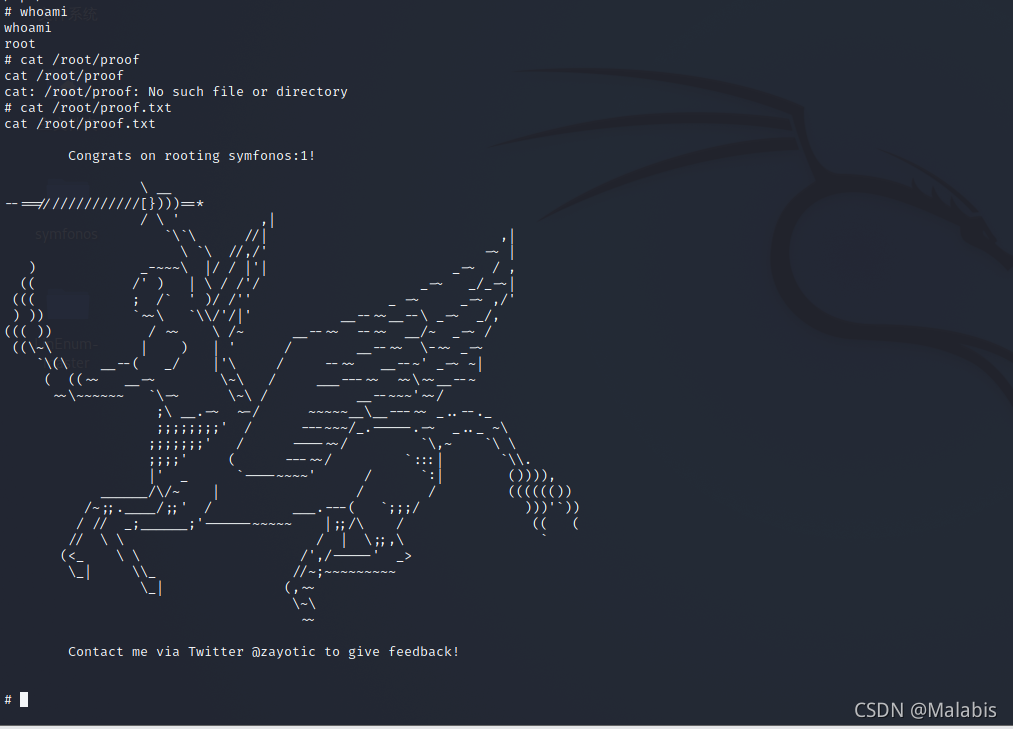 # whoami
whoami
root
# cat /root/proof
cat /root/proof
cat: /root/proof: No such file or directory
# cat /root/proof.txt
cat /root/proof.txt
Congrats on rooting symfonos:1!
symfonos
Contact me via Twitter @zayotic to give feedback!
#
CSDN @Malabis